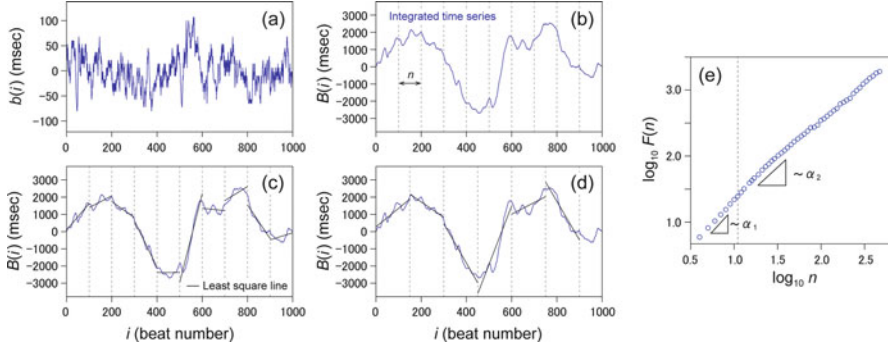 (a)
b(i) (msec)
100
50
0
-50
-100
0 200 400 600 800 1000
(b)
Integrated time series
n
B(i) (msec)
3000
2000
1000
0
-1000
-2000
-3000
0 200 400 600 800 1000
(c)
B(i) (msec)
3000
2000
1000
0
-1000
-2000
-3000
Least square line
0 200 400 600 800 1000
i (beat number)
(d)
B(i) (msec)
3000
2000
1000
0
-1000
-2000
-3000
0 200 400 600 800 1000
i (beat number)
(e)
log₁₀ F(n)
3.0
2.0
1.0
~ α₂
~ α₁
0.5 1.0 1.5 2.0 2.5
log₁₀ n